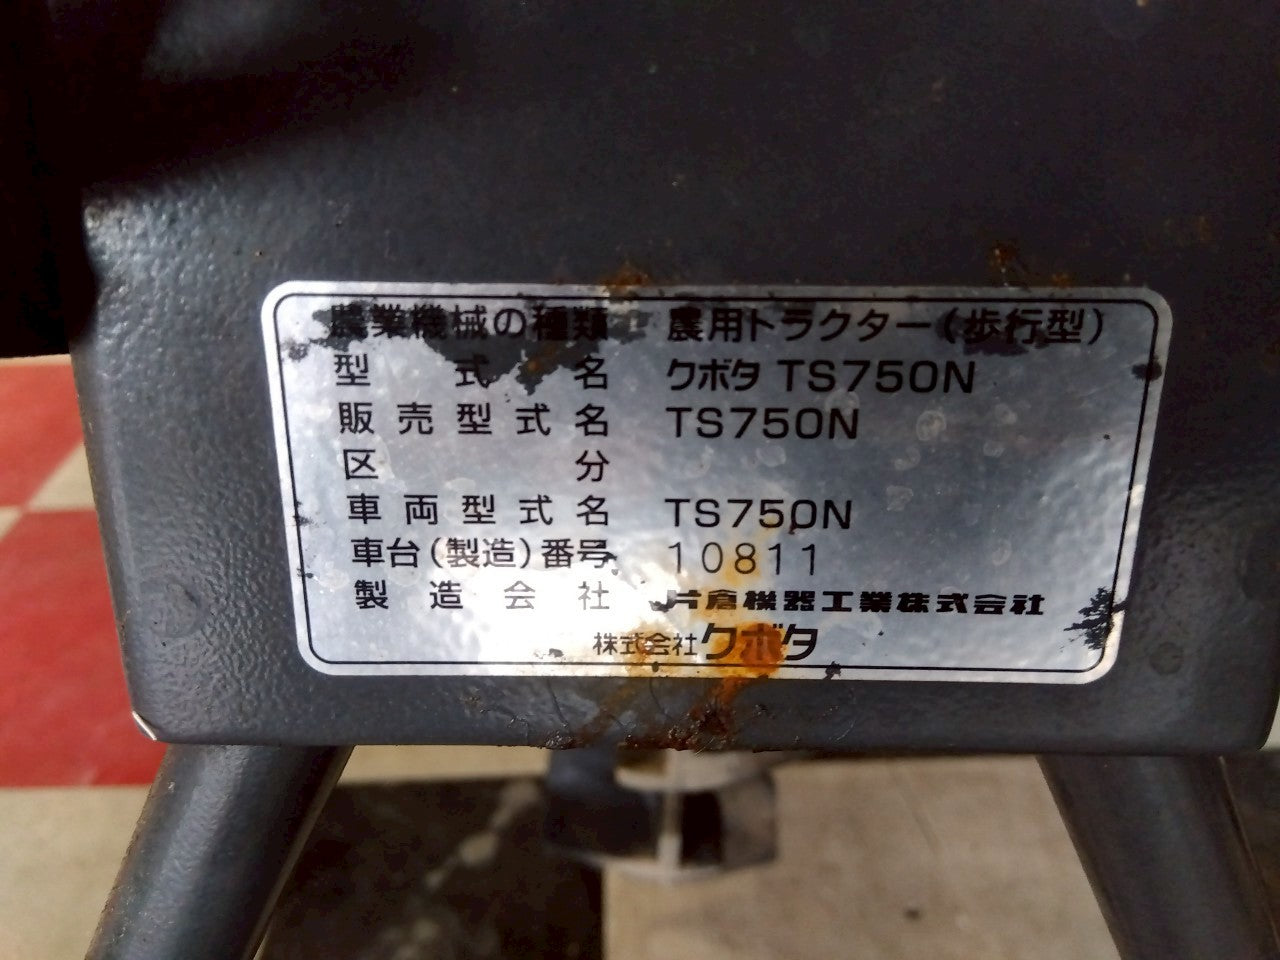 農業機械の種類 農用トラクター(歩行型)
型式名 クボタ TS750N
販売型式名 TS750N
区分
車両型式名 TS750N
車台(製造)番号 10811
製造会社 片倉機器工業株式会社
株式会社クボタ